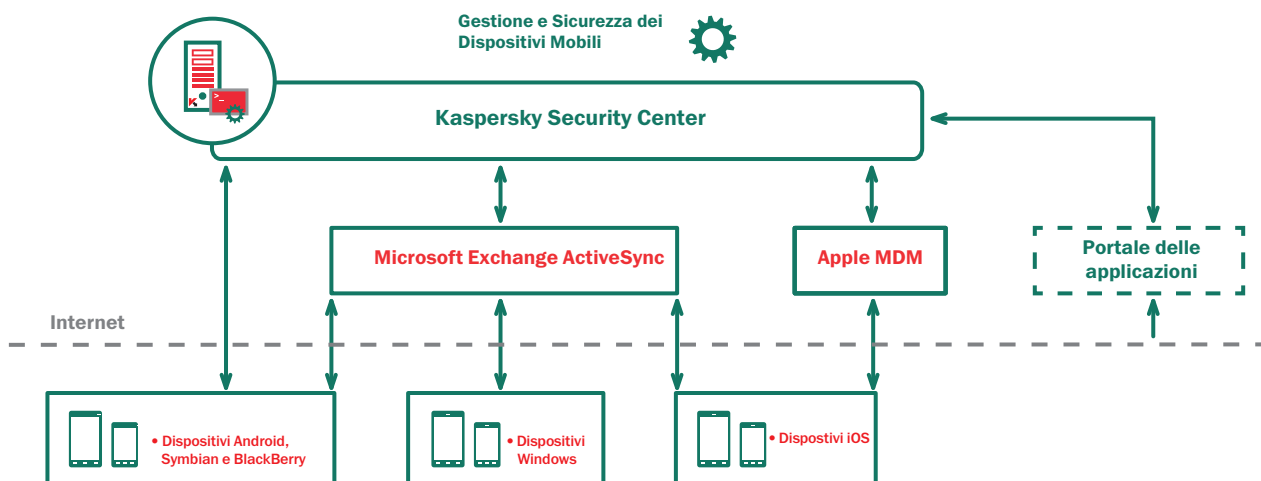 Gestione e Sicurezza dei
Dispositivi Mobili
>_
Kaspersky Security Center
Microsoft Exchange ActiveSync
Apple MDM
Portale delle
applicazioni
Internet
• Dispositivi Android,
Symbian e BlackBerry
• Dispositivi
Windows
• Dispostivi iOS